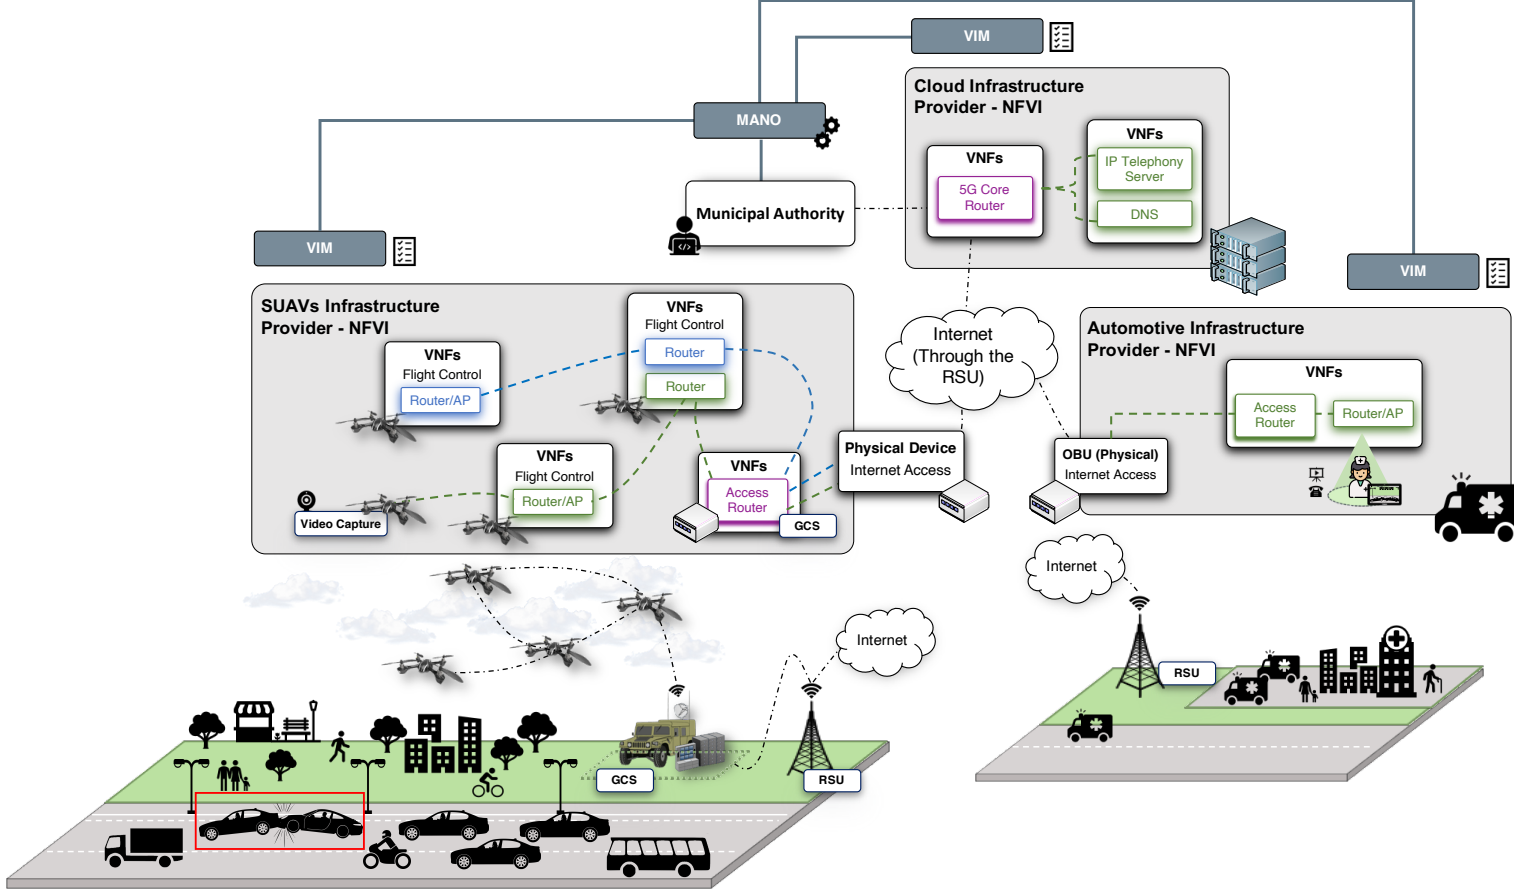 VIM
Cloud Infrastructure
Provider - NFVI
VNFs
IP Telephony
Server
DNS
VNFs
5G Core
Router
MANO
Municipal Authority
VIM
VIM
SUAVs Infrastructure
Provider - NFVI
VNFs
Flight Control
Router
Router
VNFs
Flight Control
Router/AP
VNFs
Flight Control
Router/AP
Video Capture
VNFs
Access
Router
GCS
Physical Device
Internet Access
Internet
(Through the
RSU)
Automotive Infrastructure
Provider - NFVI
VNFs
Access
Router
Router/AP
OBU (Physical)
Internet Access
Internet
RSU
Internet
GCS
RSU